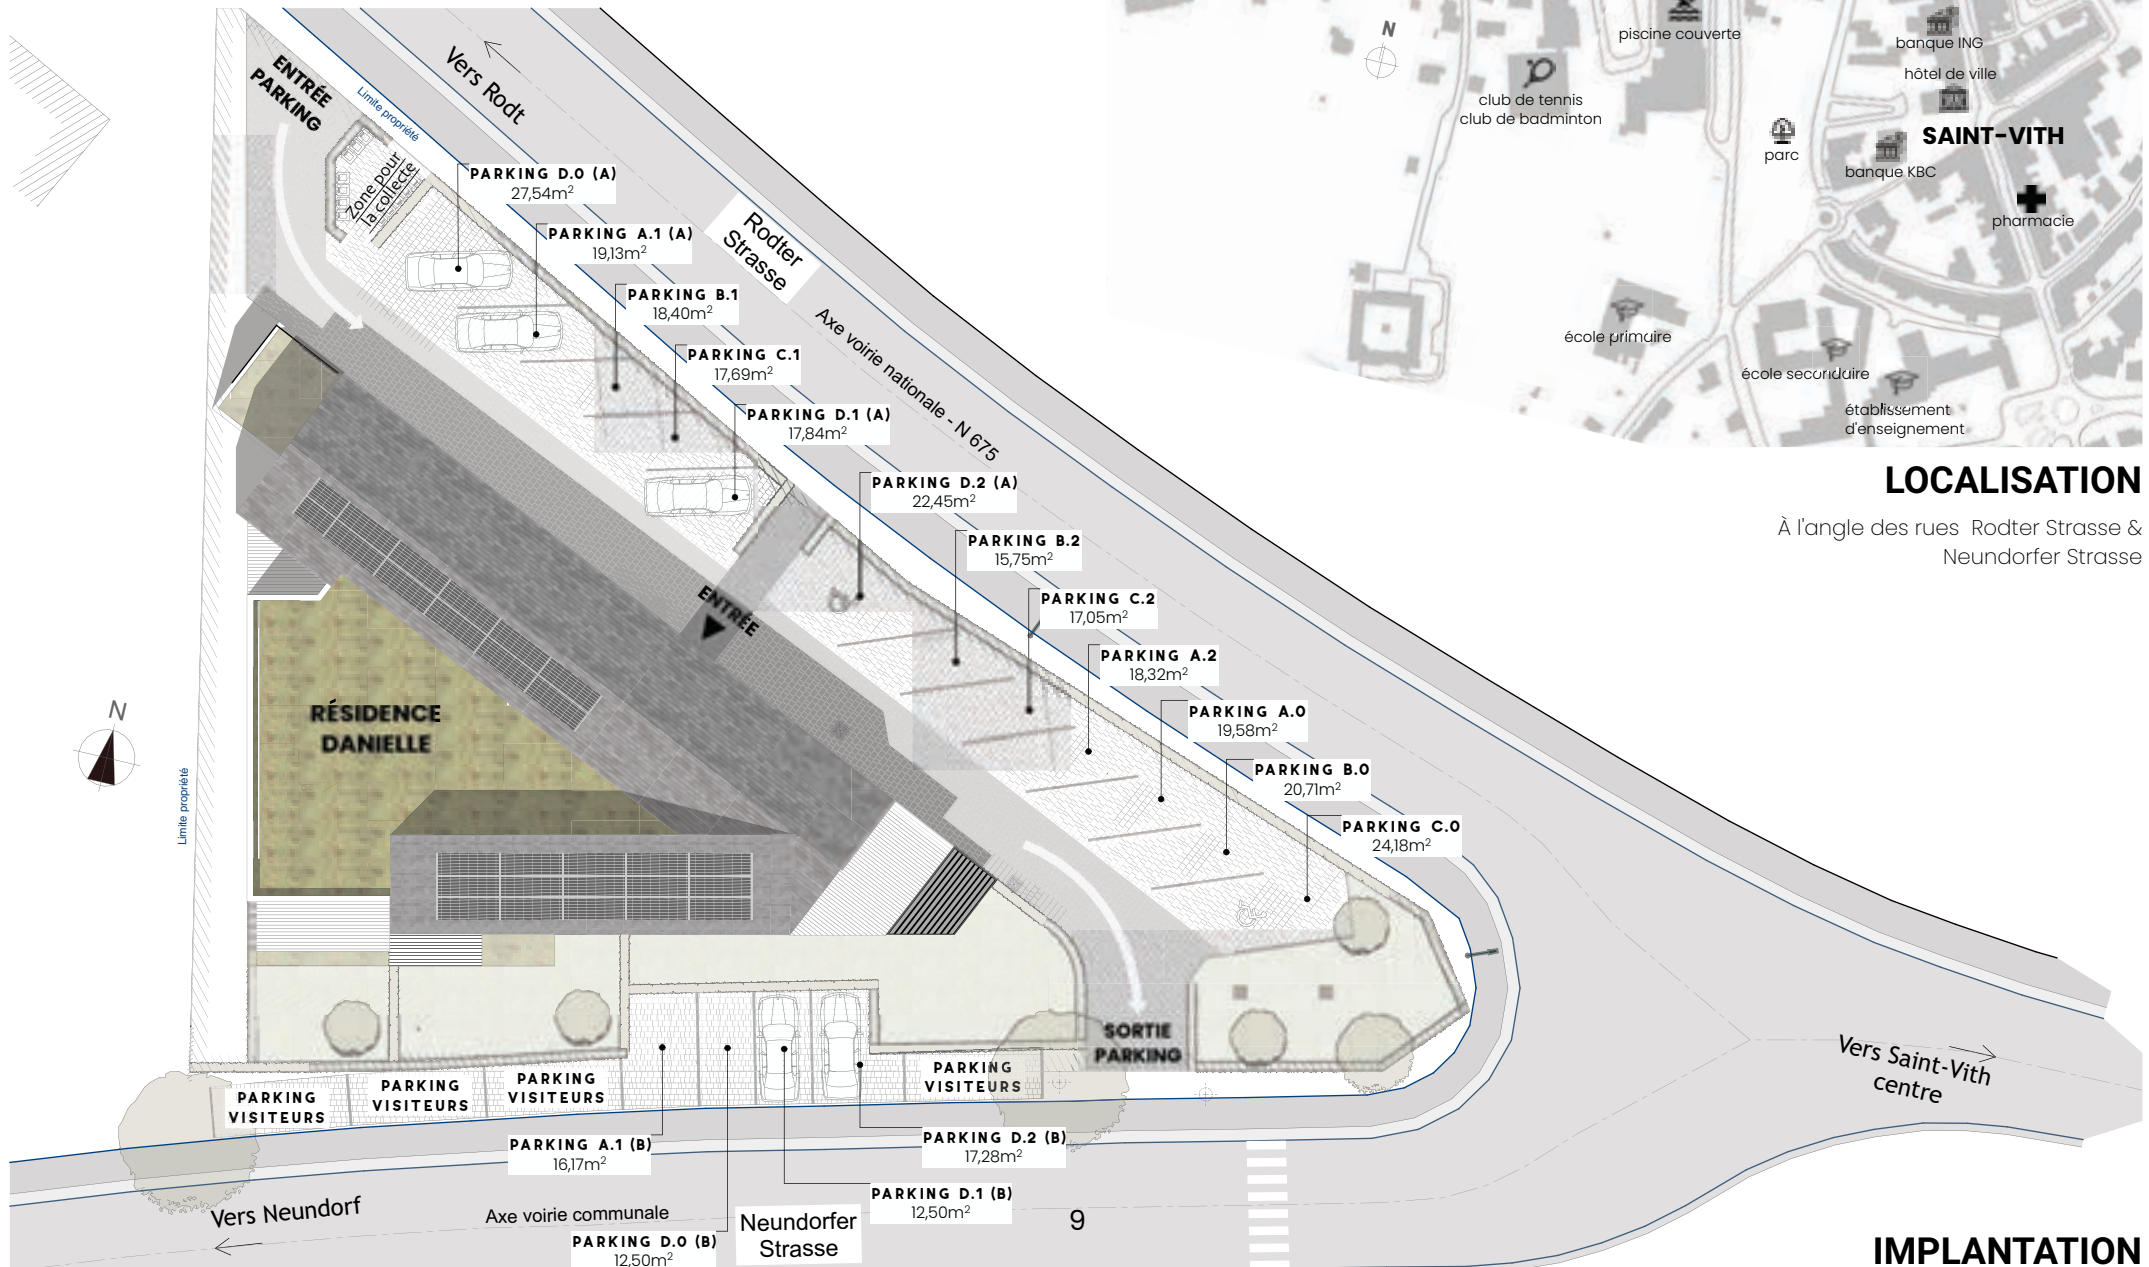 ENTRÉE
PARKING
Limite propriété
Zone pour
la collecte
Vers Rodt
PARKING D.0 (A)
27,54m²
PARKING A.1 (A)
19,13m²
PARKING B.1
18,40m²
PARKING C.1
17,69m²
PARKING D.1 (A)
17,84m²
PARKING D.2 (A)
22,45m²
PARKING B.2
15,75m²
PARKING C.2
17,05m²
PARKING A.2
18,32m²
PARKING A.0
19,58m²
PARKING B.0
20,71m²
PARKING C.0
24,18m²
Rodter
Strasse
Axe voirie nationale - N 675
ENTRÉE
RÉSIDENCE
DANIELLE
N
Limite propriété
SORTIE
PARKING
PARKING
VISITEURS
PARKING
VISITEURS
PARKING
VISITEURS
PARKING
VISITEURS
PARKING A.1 (B)
16,17m²
PARKING D.2 (B)
17,28m²
PARKING D.1 (B)
12,50m²
PARKING D.0 (B)
12,50m²
Vers Neundorf
Axe voirie communale
Neundorfer
Strasse
9
Vers Saint-Vith
centre
N
piscine couverte
club de tennis
club de badminton
banque ING
hôtel de ville
SAINT-VITH
parc
banque KBC
pharmacie
école primaire
école secondaire
établissement
d'enseignement
LOCALISATION
À l'angle des rues Rodter Strasse &
Neundorfer Strasse
IMPLANTATION